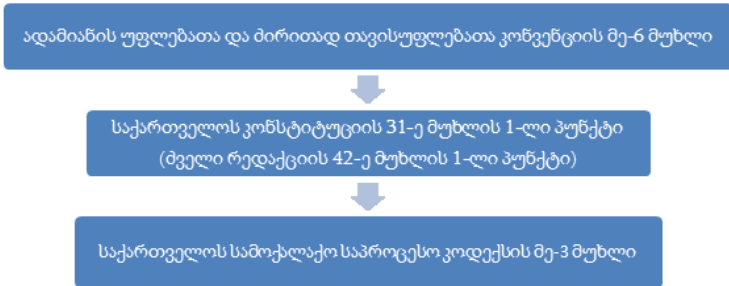 ადამიანის უფლებათა და ძირითად თავისუფლებათა კონვენციის მე-6 მუხლი
საქართველოს კონსტიტუციის 31-ე მუხლის 1-ლი პუნქტი
(ძველი რედაქციის 42-ე მუხლის 1-ლი პუნქტი)
საქართველოს სამოქალაქო საპროცესო კოდექსის მე-3 მუხლი